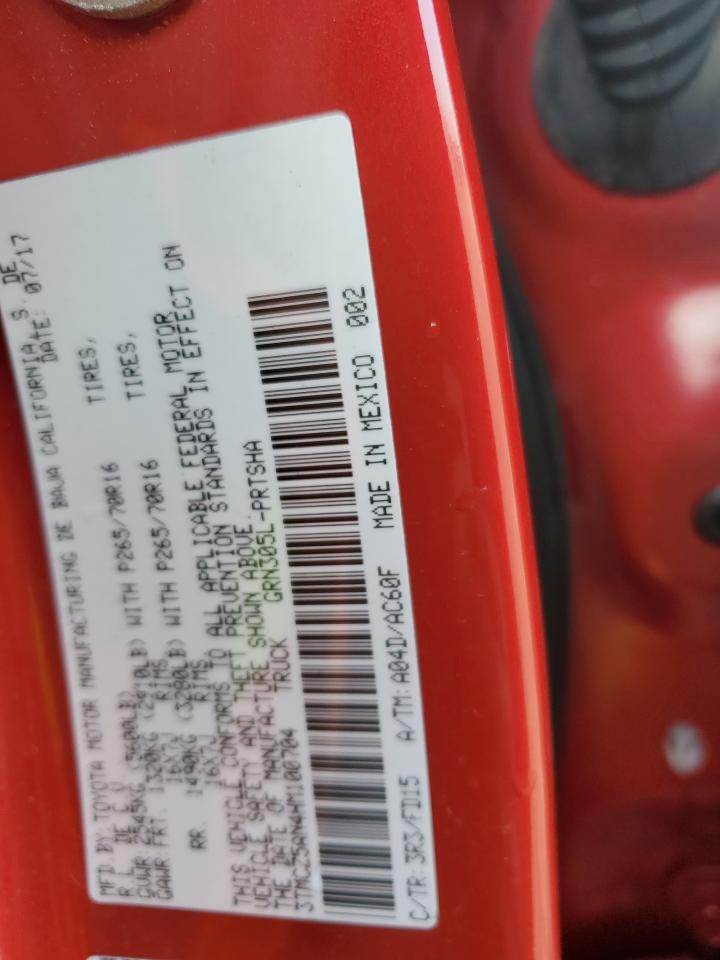 MFD. BY: TOYOTA MOTOR MANUFACTURING DE BAJA CALIFORNIA S. DE
R L DE C V DATE: 07/17
GVWR 2545KG (5600LB)
GAWR FRT. 1320KG (2910LB) WITH P265/70R16 TIRES,
16X7J RIMS
RR. 1490KG (3280LB) WITH P265/70R16 TIRES,
16X7J RIMS
THIS VEHICLE CONFORMS TO ALL APPLICABLE FEDERAL MOTOR
VEHICLE SAFETY AND THEFT PREVENTION STANDARDS IN EFFECT ON
THE DATE OF MANUFACTURE SHOWN ABOVE.
3TMCZ5AN4HM100704 TRUCK GRN305L-PRTSHA
C/TR: 3R3/FD15 A/TM: A04D/AC60F MADE IN MEXICO 002